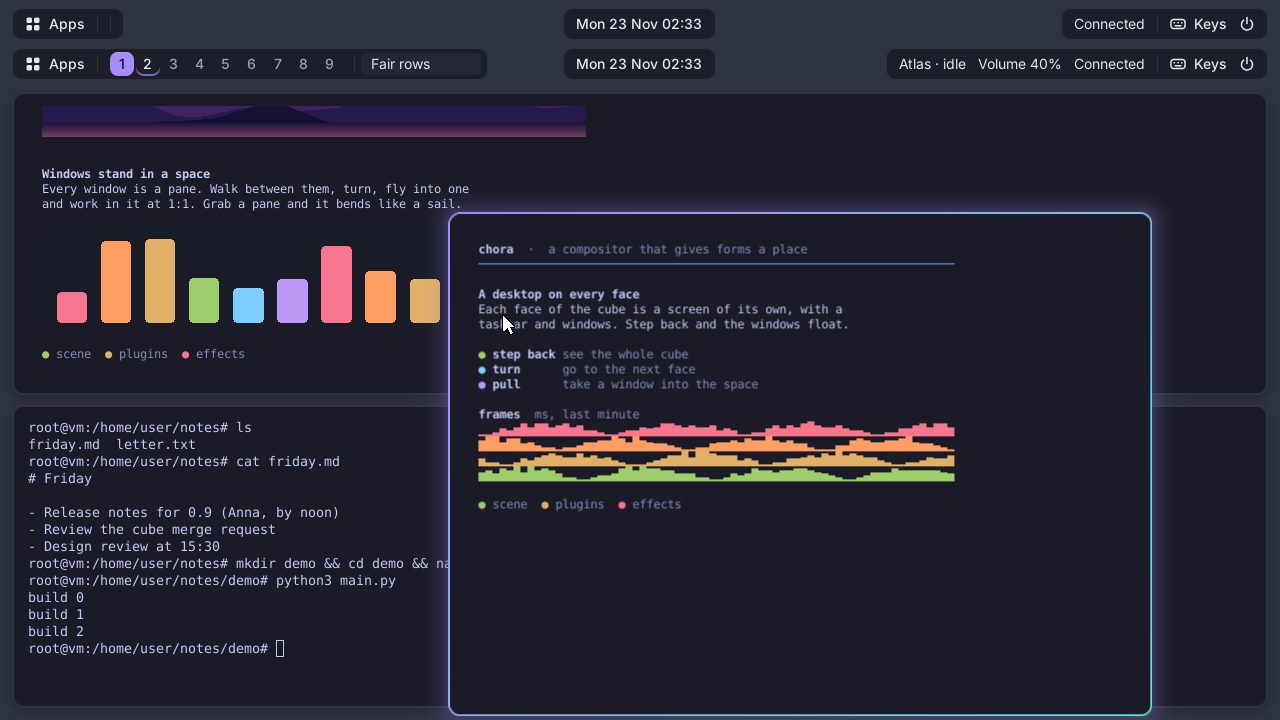 Apps
Mon 23 Nov 02:33
Connected
Keys
Apps 1 2 3 4 5 6 7 8 9 Fair rows
Mon 23 Nov 02:33
Atlas · idle Volume 40% Connected
Keys
Windows stand in a space
Every window is a pane. Walk between them, turn, fly into one
and work in it at 1:1. Grab a pane and it bends like a sail.
● scene ● plugins ● effects
root@vm:/home/user/notes# ls
friday.md letter.txt
root@vm:/home/user/notes# cat friday.md
# Friday
- Release notes for 0.9 (Anna, by noon)
- Review the cube merge request
- Design review at 15:30
root@vm:/home/user/notes# mkdir demo && cd demo &&
root@vm:/home/user/notes/demo# python3 main.py
build 0
build 1
build 2
root@vm:/home/user/notes/demo#
chora · a compositor that gives forms a place
A desktop on every face
Each face of the cube is a screen of its own, with a
taskbar and windows. Step back and the windows float.
● step back see the whole cube
● turn go to the next face
● pull take a window into the space
frames ms, last minute
● scene ● plugins ● effects